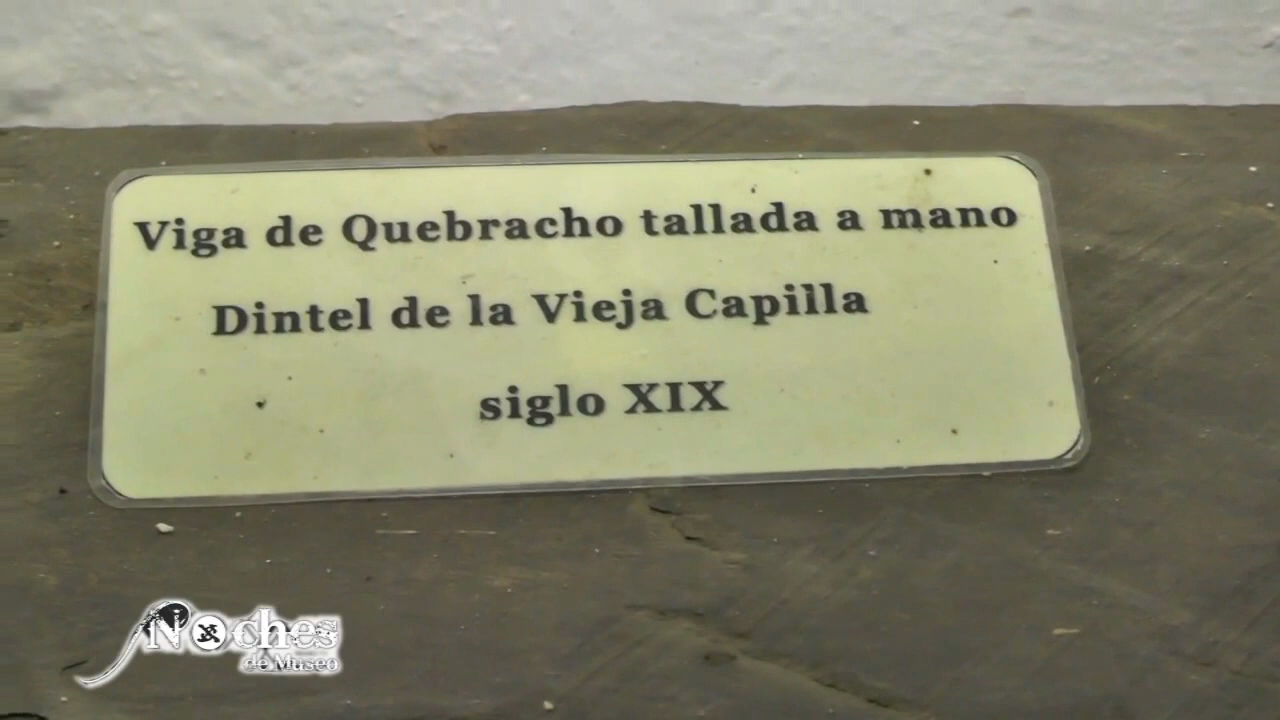 Viga de Quebracho tallada a mano
Dintel de la Vieja Capilla
siglo XIX
Noches
de Museo